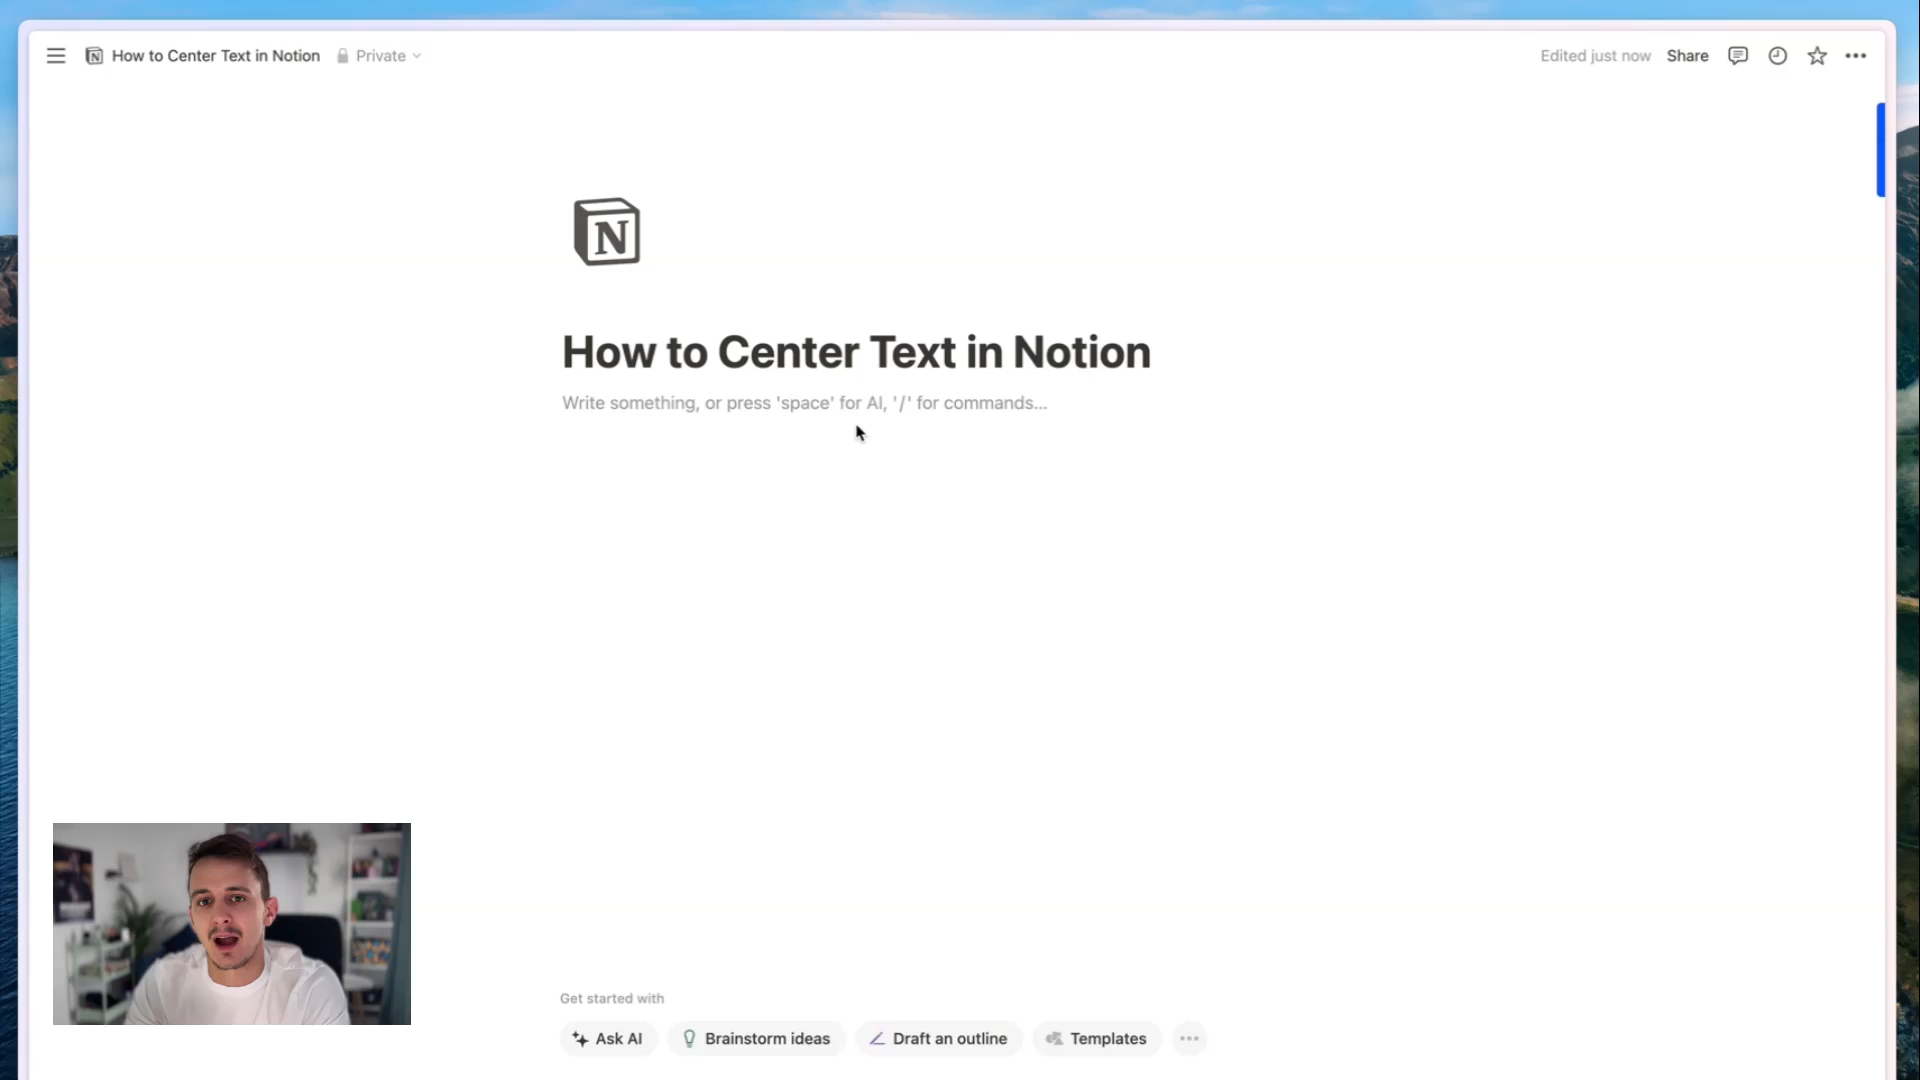 How to Center Text in Notion Private Edited just now Share
N
How to Center Text in Notion
Write something, or press 'space' for AI, '/' for commands...
Get started with
Ask AI Brainstorm ideas Draft an outline Templates